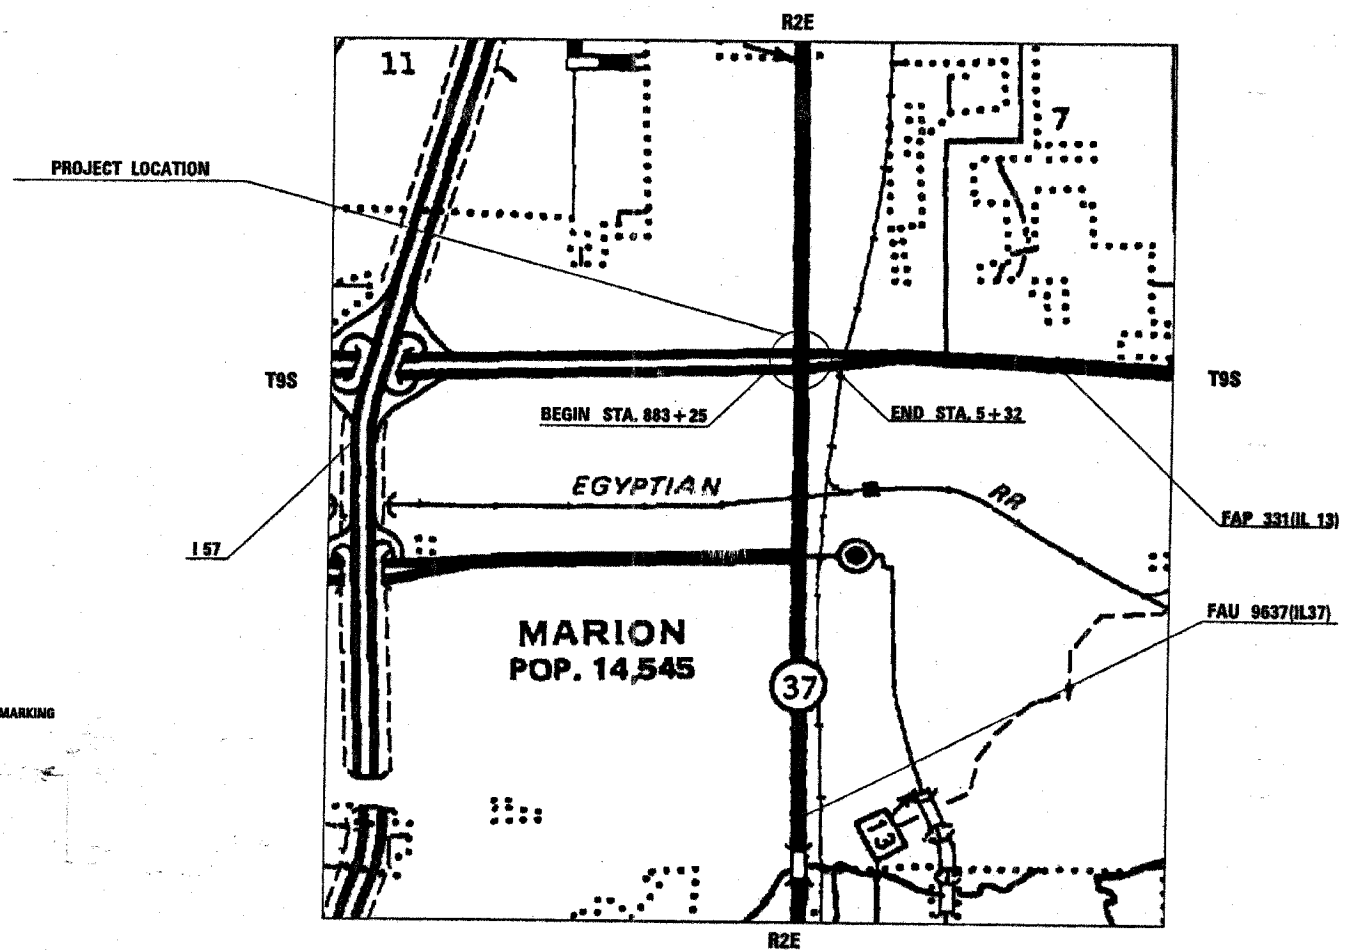 R2E
11
7
PROJECT LOCATION
T9S
T9S
BEGIN STA. 883+25
END STA. 5+32
EGYPTIAN
RR
FAP 331(IL 13)
I 57
MARION
POP. 14,545
FAU 9637(IL37)
37
MARKING
13
R2E